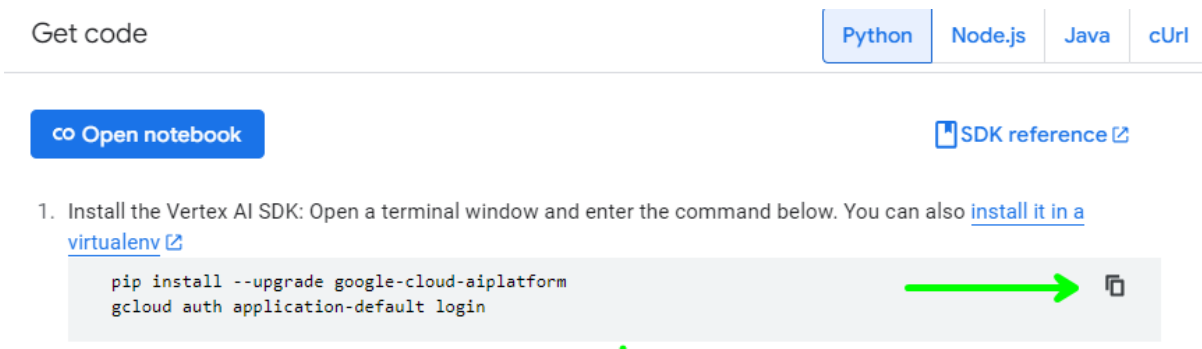 Get code
Python
Node.js
Java
cUrl
Open notebook
SDK reference
1. Install the Vertex AI SDK: Open a terminal window and enter the command below. You can also install it in a
virtualenv
pip install --upgrade google-cloud-aiplatform
gcloud auth application-default login